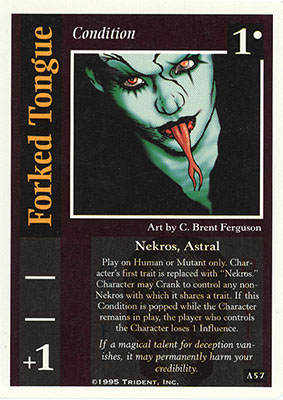 Forked Tongue
Condition
1•
Art by C. Brent Ferguson
Nekros, Astral
Play on Human or Mutant only. Char-
acter's first trait is replaced with "Nekros."
Character may Crank to control any non-
Nekros with which it shares a trait. If this
Condition is popped while the Character
remains in play, the player who controls
the Character loses 1 Influence.
If a magical talent for deception van-
ishes, it may permanently harm your
credibility.
+1
©1995 Trident, Inc.
A57